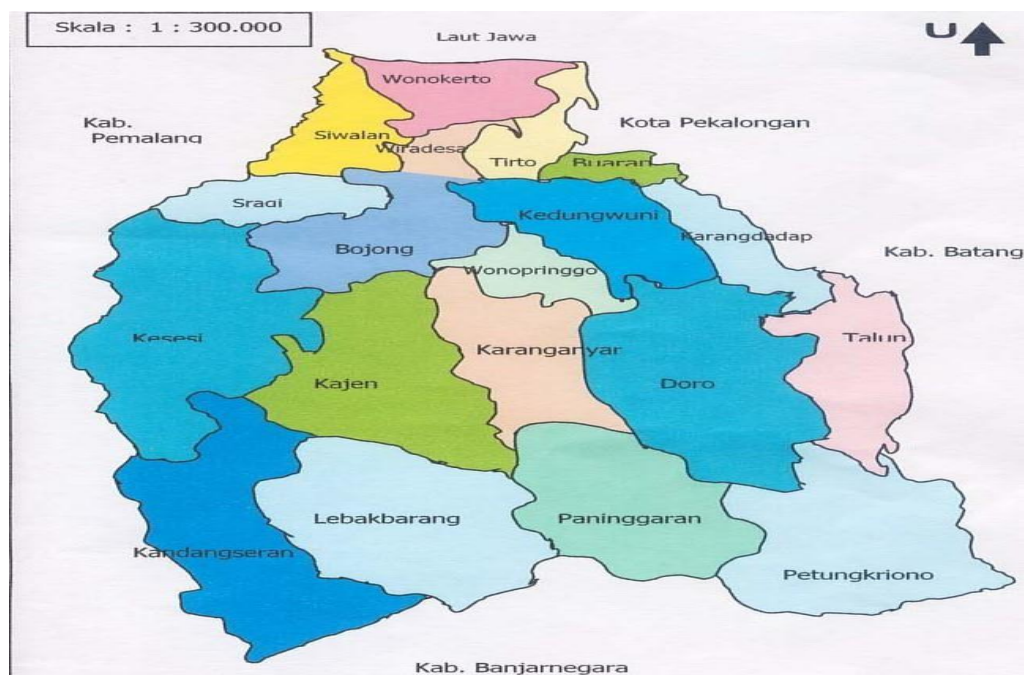 Skala : 1 : 300.000
Laut Jawa
U
Wonokerto
Kab.
Pemalang
Kota Pekalongan
Siwalan
Wiradesa
Tirto
Buaran
Sragi
Kedungwuni
Karangdadap
Bojong
Kab. Batang
Wonopringgo
Kesesi
Karanganyar
Talun
Kajen
Doro
Lebakbarang
Paninggaran
Kandangseran
Petungkriono
Kab. Banjarnegara